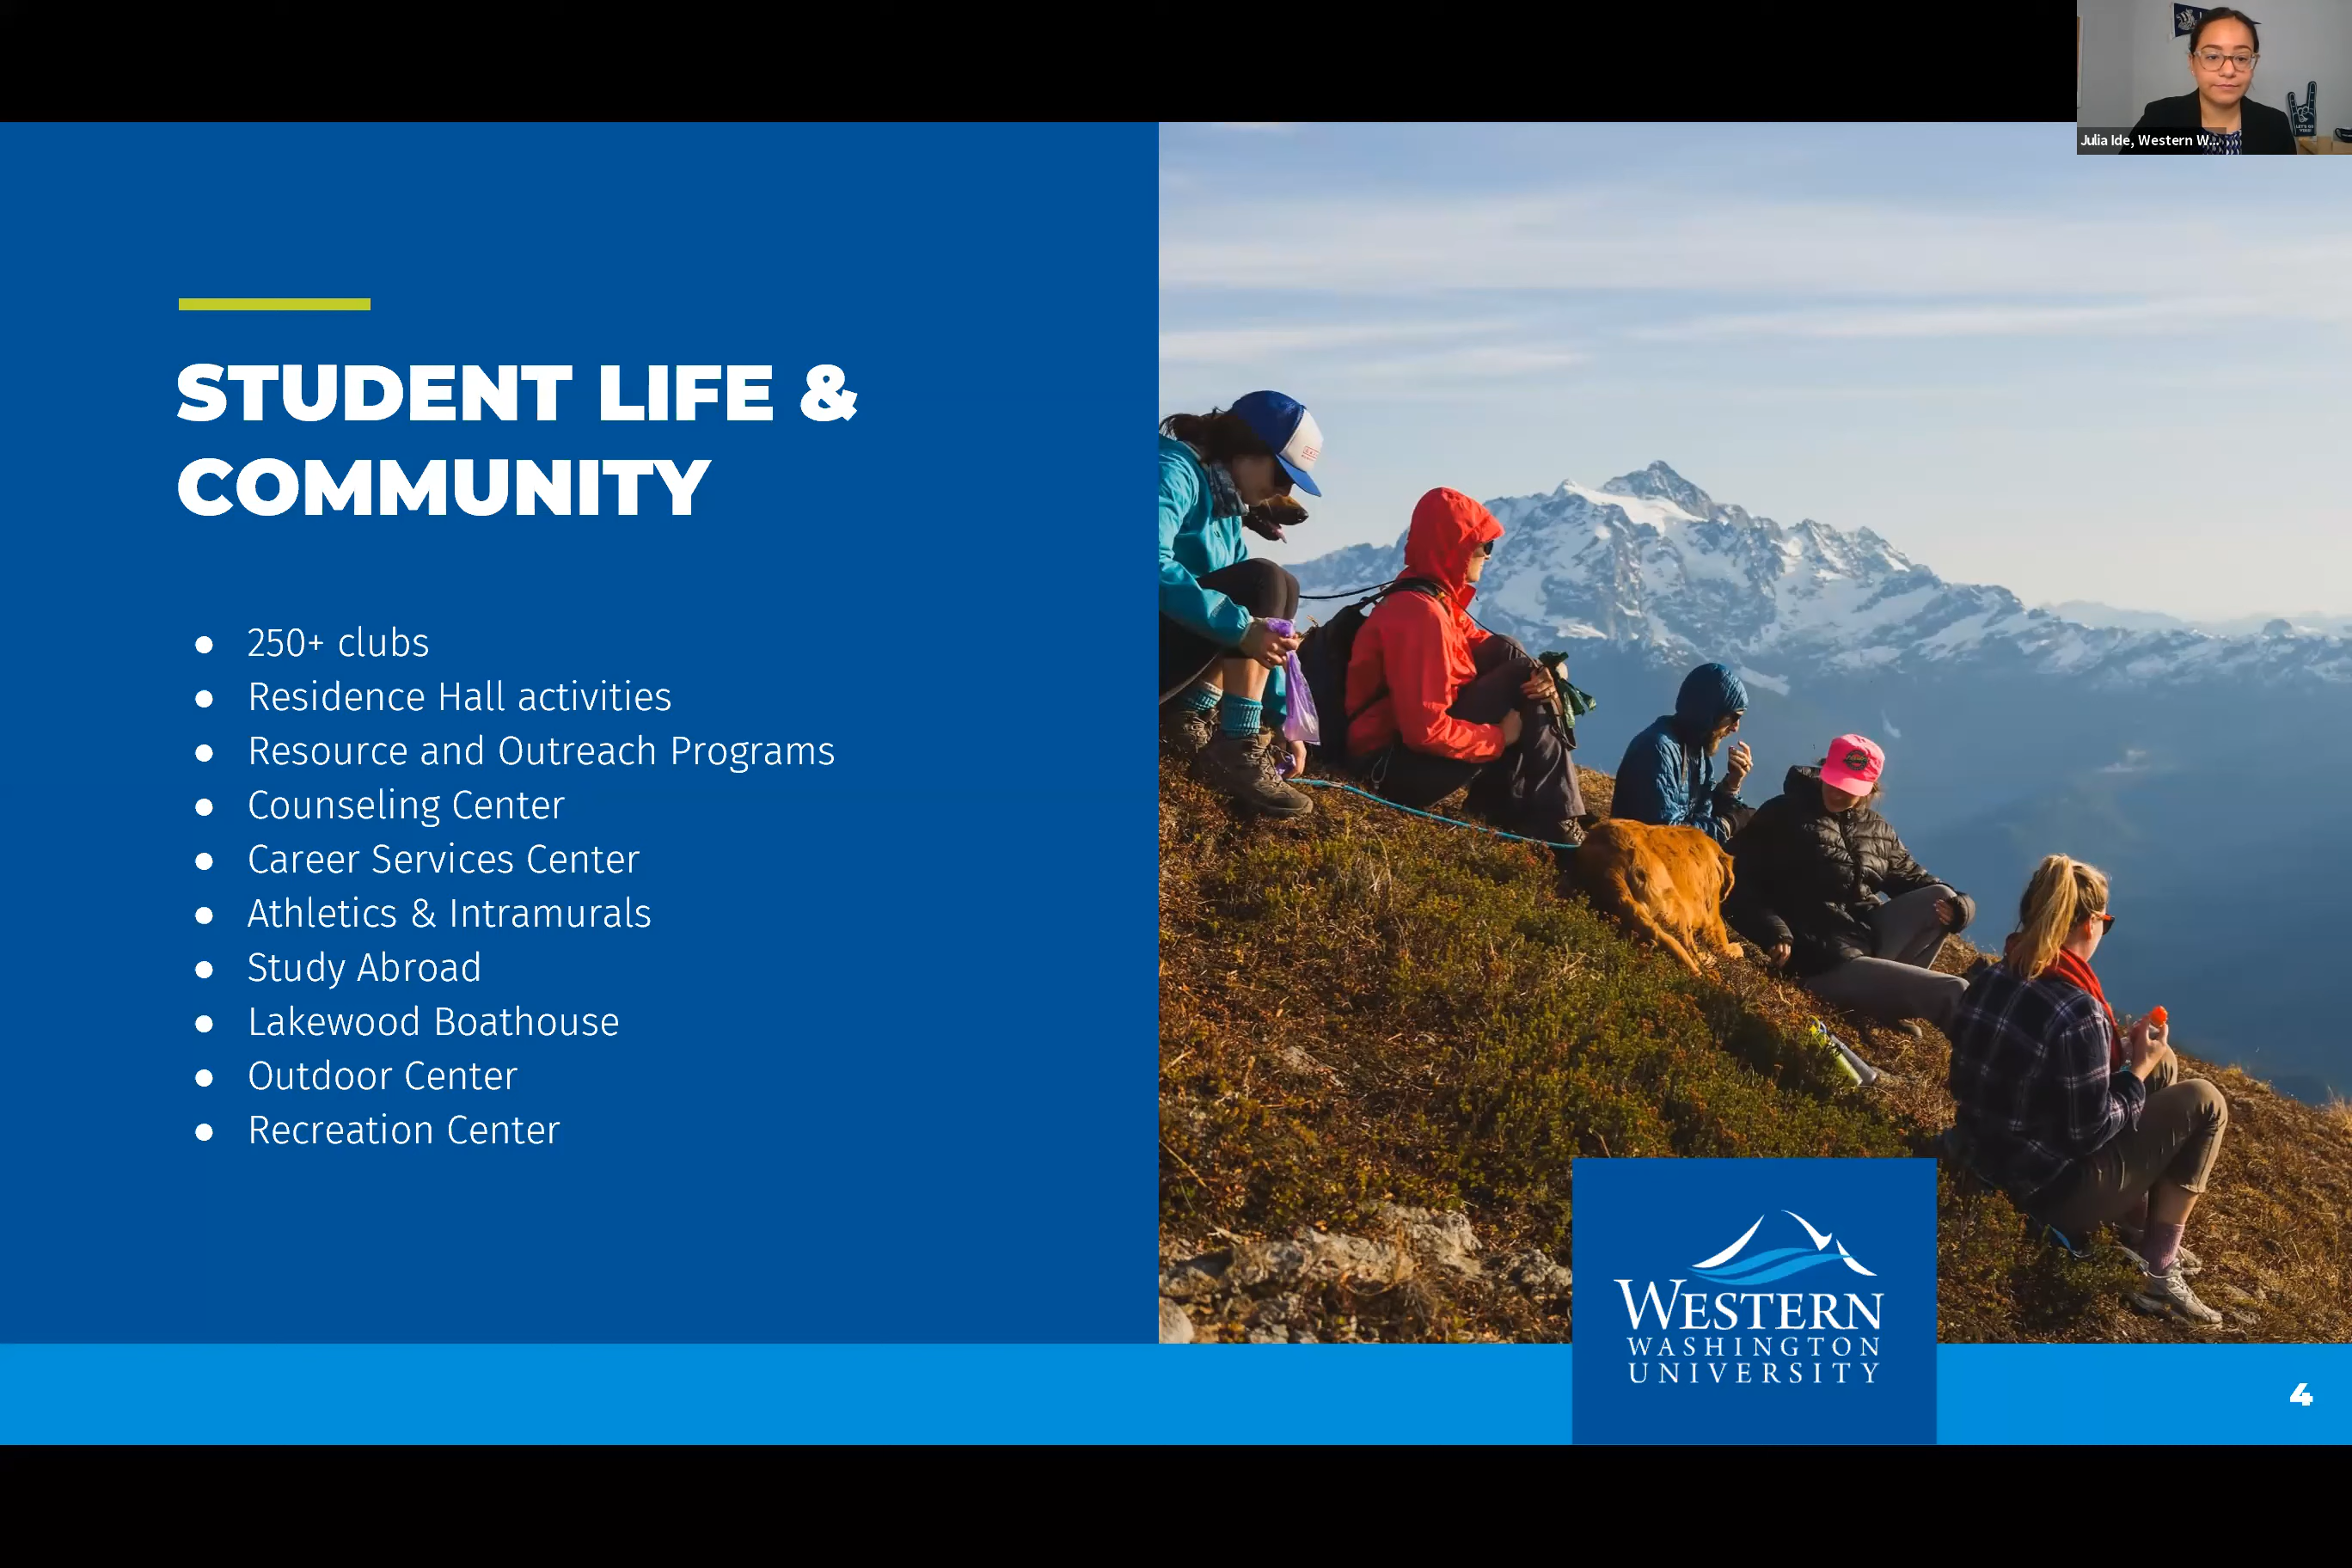 Julia Ide, Western W...
STUDENT LIFE &
COMMUNITY
● 250+ clubs
● Residence Hall activities
● Resource and Outreach Programs
● Counseling Center
● Career Services Center
● Athletics & Intramurals
● Study Abroad
● Lakewood Boathouse
● Outdoor Center
● Recreation Center
WESTERN
WASHINGTON
UNIVERSITY
4